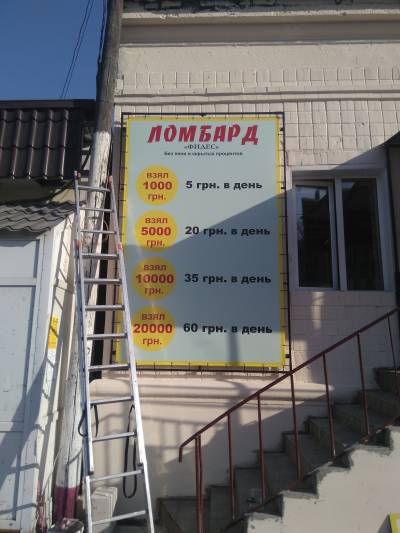 ЛОМБАРД
«ФИДЕС»
Без пени и скрытых процентов
взял
1000
грн.
5 грн. в день
взял
5000
грн.
20 грн. в день
взял
10000
грн.
35 грн. в день
взял
20000
грн.
60 грн. в день